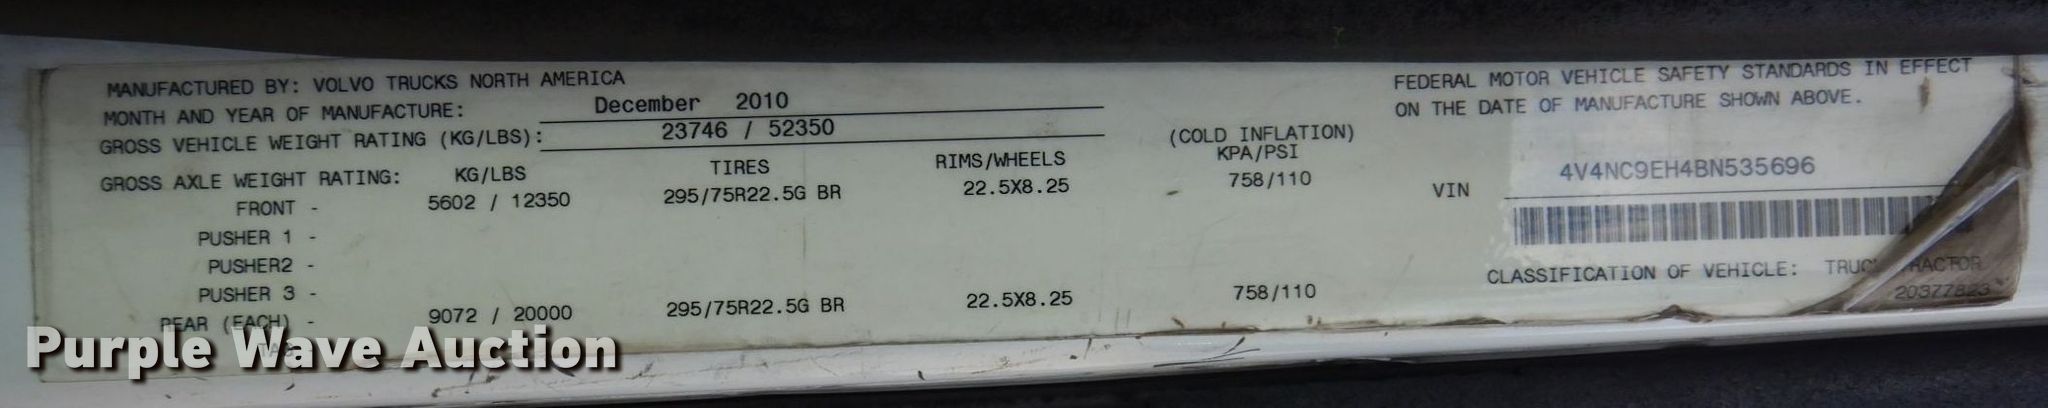 MANUFACTURED BY: VOLVO TRUCKS NORTH AMERICA
MONTH AND YEAR OF MANUFACTURE: December 2010
GROSS VEHICLE WEIGHT RATING (KG/LBS): 23746 / 52350
GROSS AXLE WEIGHT RATING: KG/LBS TIRES RIMS/WHEELS (COLD INFLATION) KPA/PSI
FRONT - 5602 / 12350 295/75R22.5G BR 22.5X8.25 758/110
PUSHER 1 -
PUSHER2 -
PUSHER 3 -
REAR (EACH) - 9072 / 20000 295/75R22.5G BR 22.5X8.25 758/110
FEDERAL MOTOR VEHICLE SAFETY STANDARDS IN EFFECT
ON THE DATE OF MANUFACTURE SHOWN ABOVE.
VIN 4V4NC9EH4BN535696
CLASSIFICATION OF VEHICLE: TRUCK TRACTOR
20377823
Purple Wave Auction